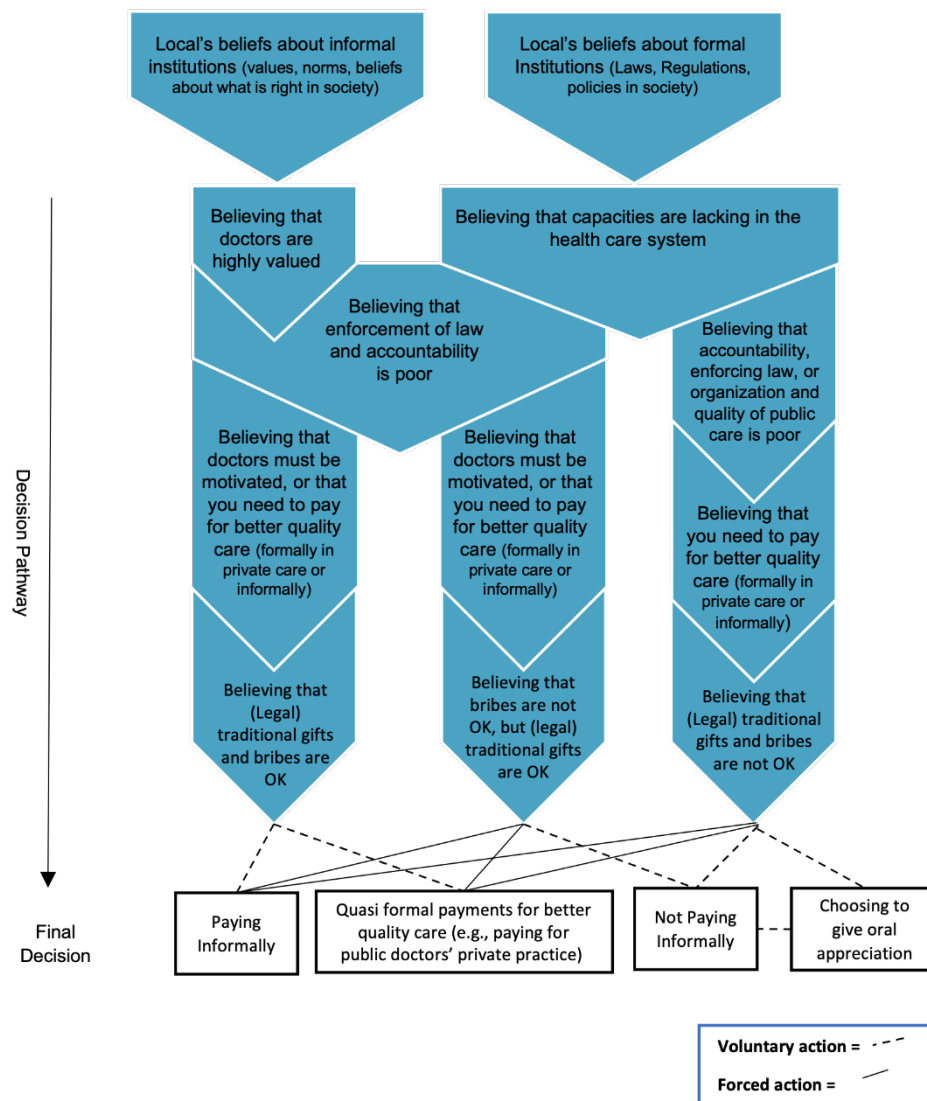 Local's beliefs about informal
institutions (values, norms, beliefs
about what is right in society)
Local's beliefs about formal
Institutions (Laws, Regulations,
policies in society)
Believing that
doctors are
highly valued
Believing that capacities are lacking in the
health care system
Believing that
enforcement of law
and accountability
is poor
Believing that
accountability,
enforcing law, or
organization and
quality of public
care is poor
Believing that
doctors must be
motivated, or that
you need to pay
for better quality
care (formally in
private care or
informally)
Believing that
doctors must be
motivated, or that
you need to pay
for better quality
care (formally in
private care or
informally)
Believing that
you need to pay
for better quality
care (formally in
private care or
informally)
Believing that
(Legal)
traditional
gifts
and bribes are
OK
Believing that
bribes are not
OK, but (legal)
traditional gifts
are OK
Believing that
(Legal) traditional
gifts and bribes
are not OK
Decision Pathway
Final
Decision
Paying
Informally
Quasi formal payments for better
quality care (e.g., paying for
public doctors' private practice)
Not Paying
Informally
Choosing to
give oral
appreciation
Voluntary action =
Forced action =